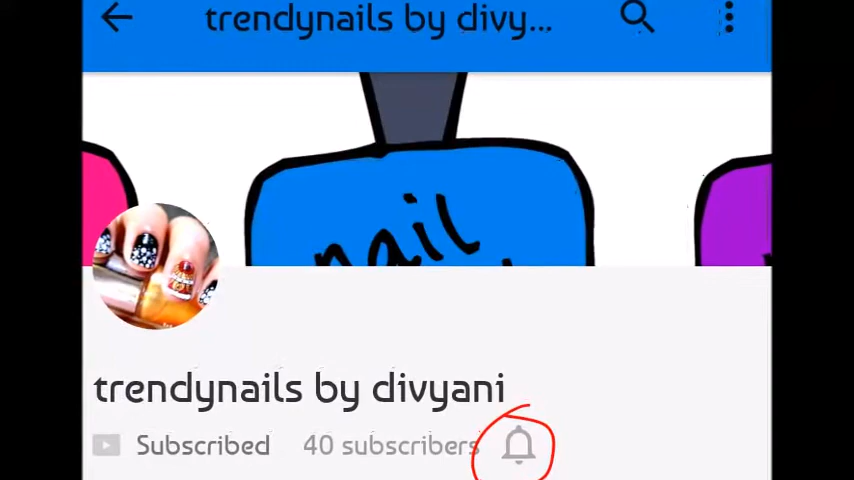 trendynails by divy...
nail
trendynails by divyani
Subscribed 40 subscribers